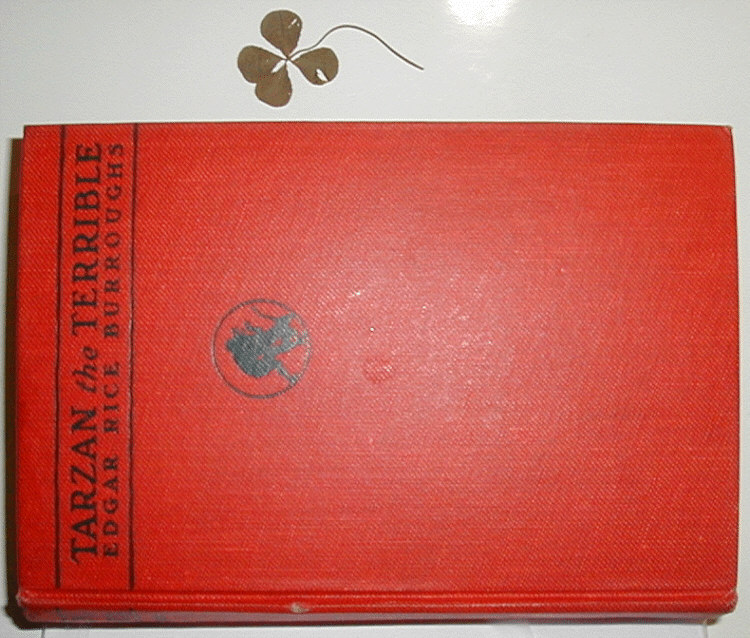 TARZAN the TERRIBLE
EDGAR RICE BURROUGHS